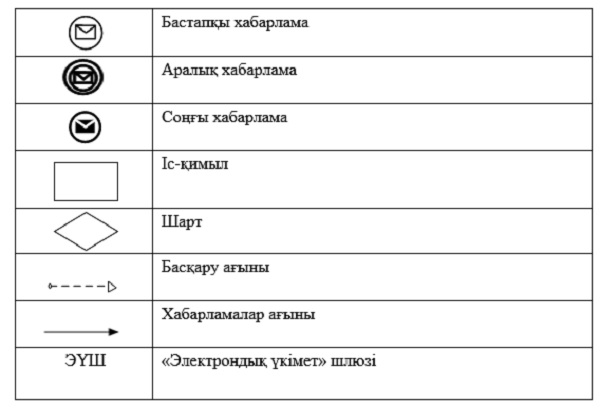 Бастапқы хабарлама
Аралық хабарлама
Соңғы хабарлама
Іс-қимыл
Шарт
Басқару ағыны
Хабарламалар ағыны
ЭҮШ «Электрондық үкімет» шлюзі